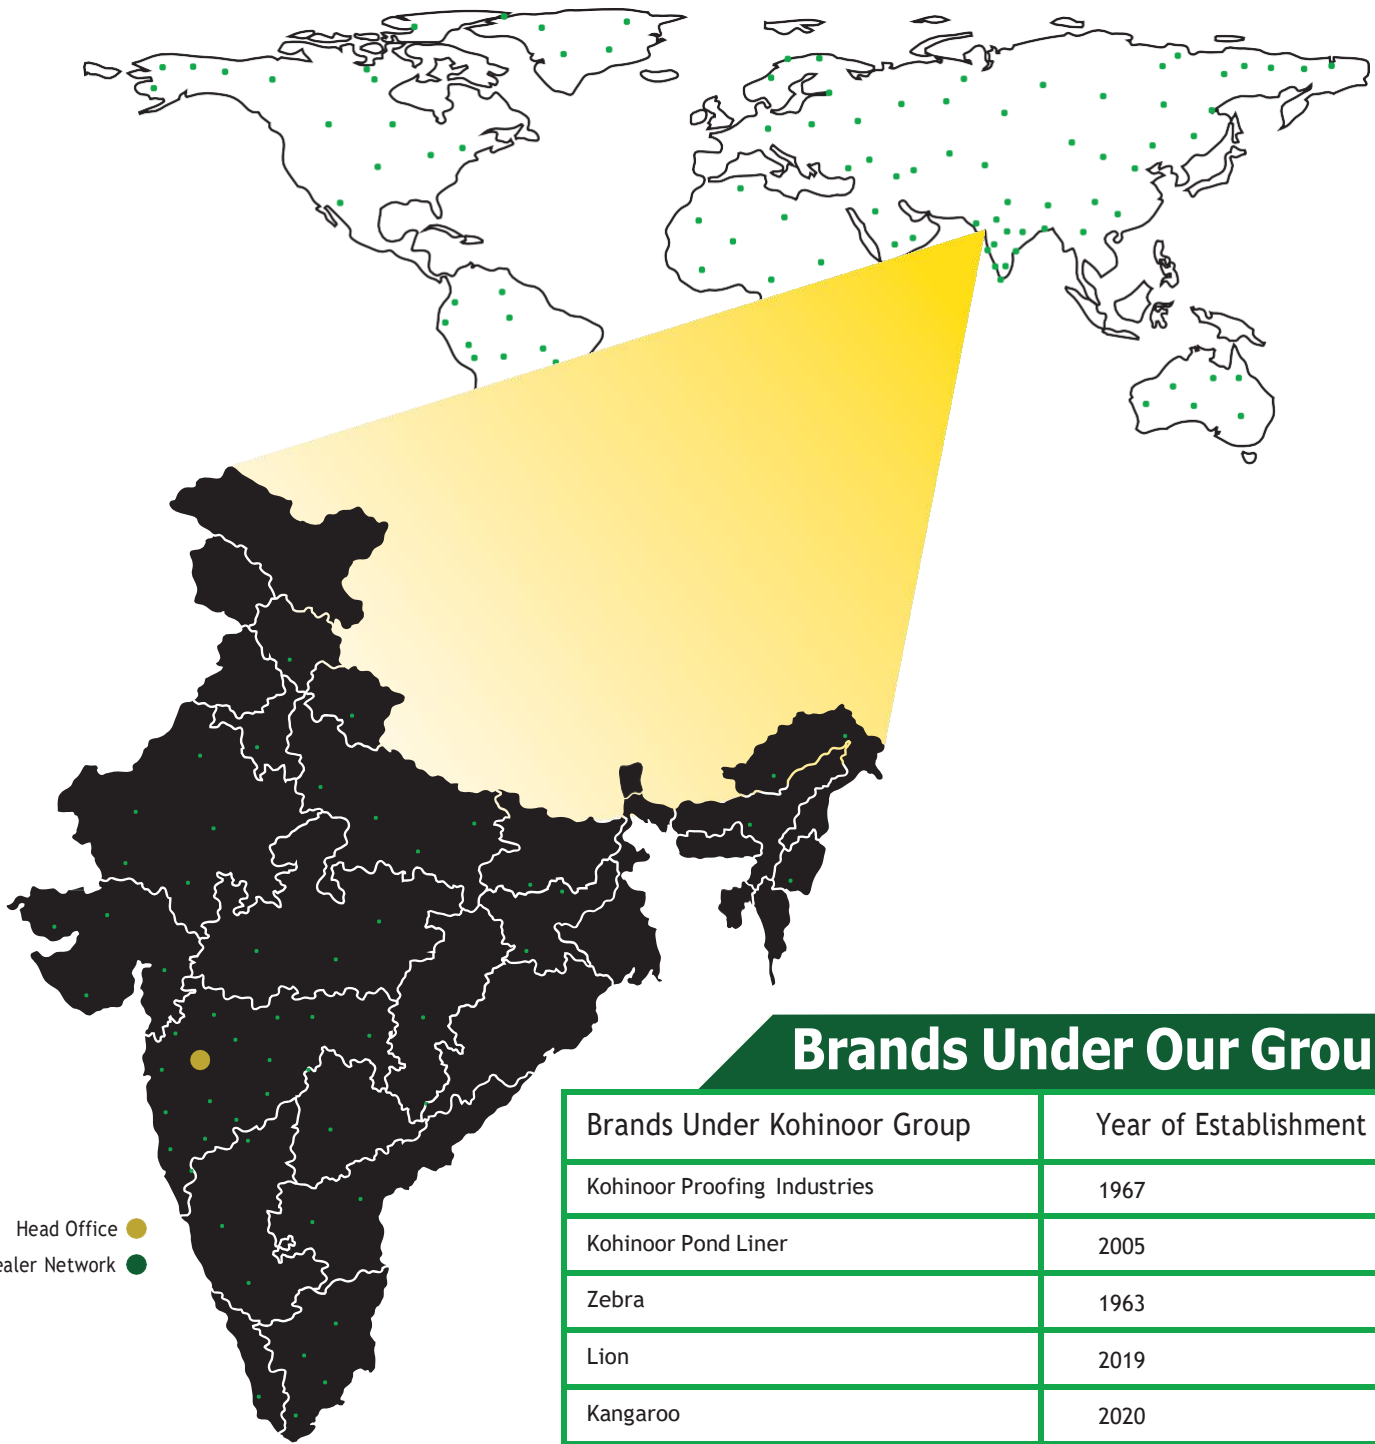 Brands Under Our Grou
Brands Under Kohinoor Group Year of Establishment
Kohinoor Proofing Industries 1967
Kohinoor Pond Liner 2005
Zebra 1963
Lion 2019
Kangaroo 2020
Head Office
ealer Network